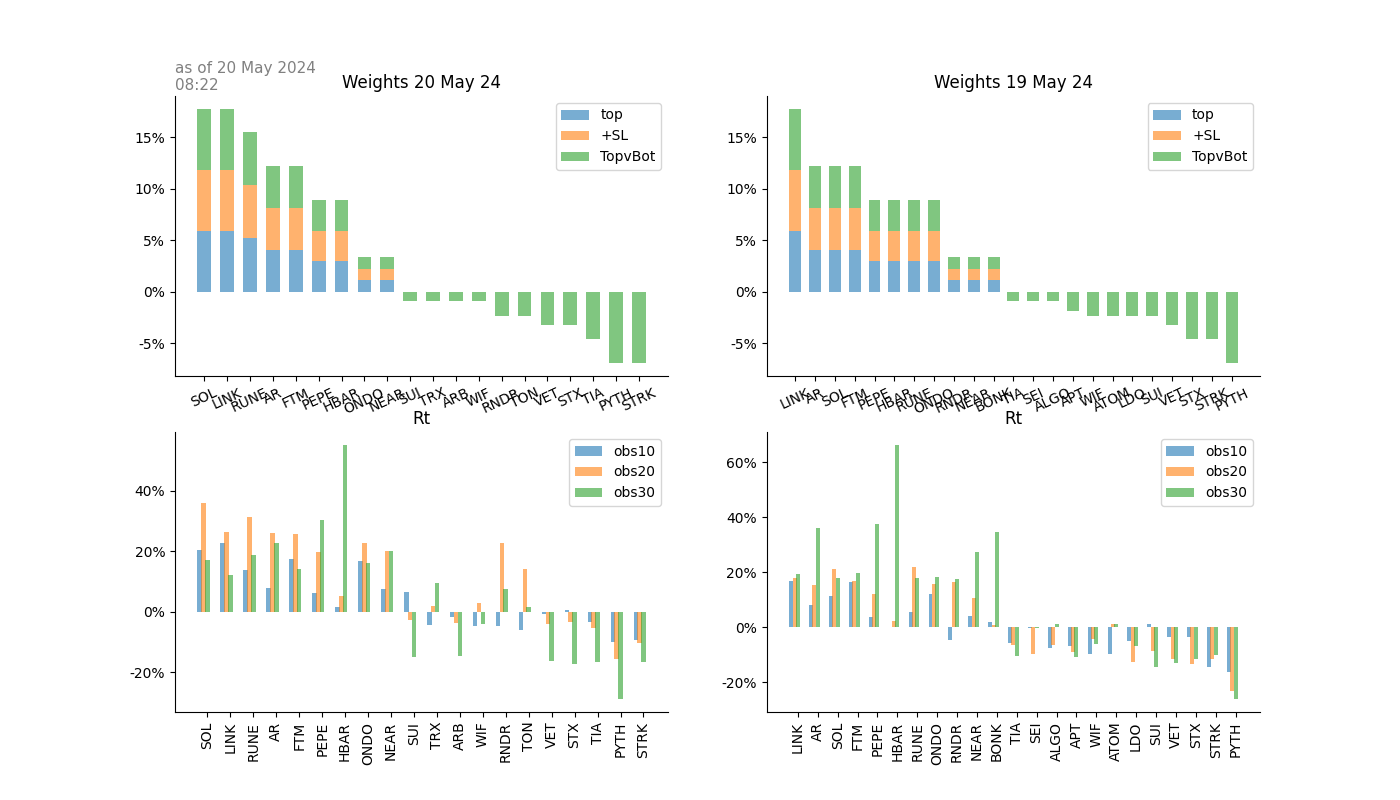 as of 20 May 2024
08:22
Weights 20 May 24
top
+SL
TopvBot
15%
10%
5%
0%
-5%
SOL LINK RUNE AR FTM PEPE HBAR ONDO NEAR SUI TRX ARB WIF RNDR TON VET STX TIA PYTH STRK
Weights 19 May 24
top
+SL
TopvBot
15%
10%
5%
0%
-5%
LINK AR SOL FTM PEPE HBAR RUNE ONDO RNDR NEAR BONK TIA SEI ALGO APT WIF ATOM LDO SUI VET STX STRK PYTH
Rt
obs10
obs20
obs30
40%
20%
0%
-20%
SOL LINK RUNE AR FTM PEPE HBAR ONDO NEAR SUI TRX ARB WIF RNDR TON VET STX TIA PYTH STRK
Rt
obs10
obs20
obs30
60%
40%
20%
0%
-20%
LINK AR SOL FTM PEPE HBAR RUNE ONDO RNDR NEAR BONK TIA SEI ALGO APT WIF ATOM LDO SUI VET STX STRK PYTH